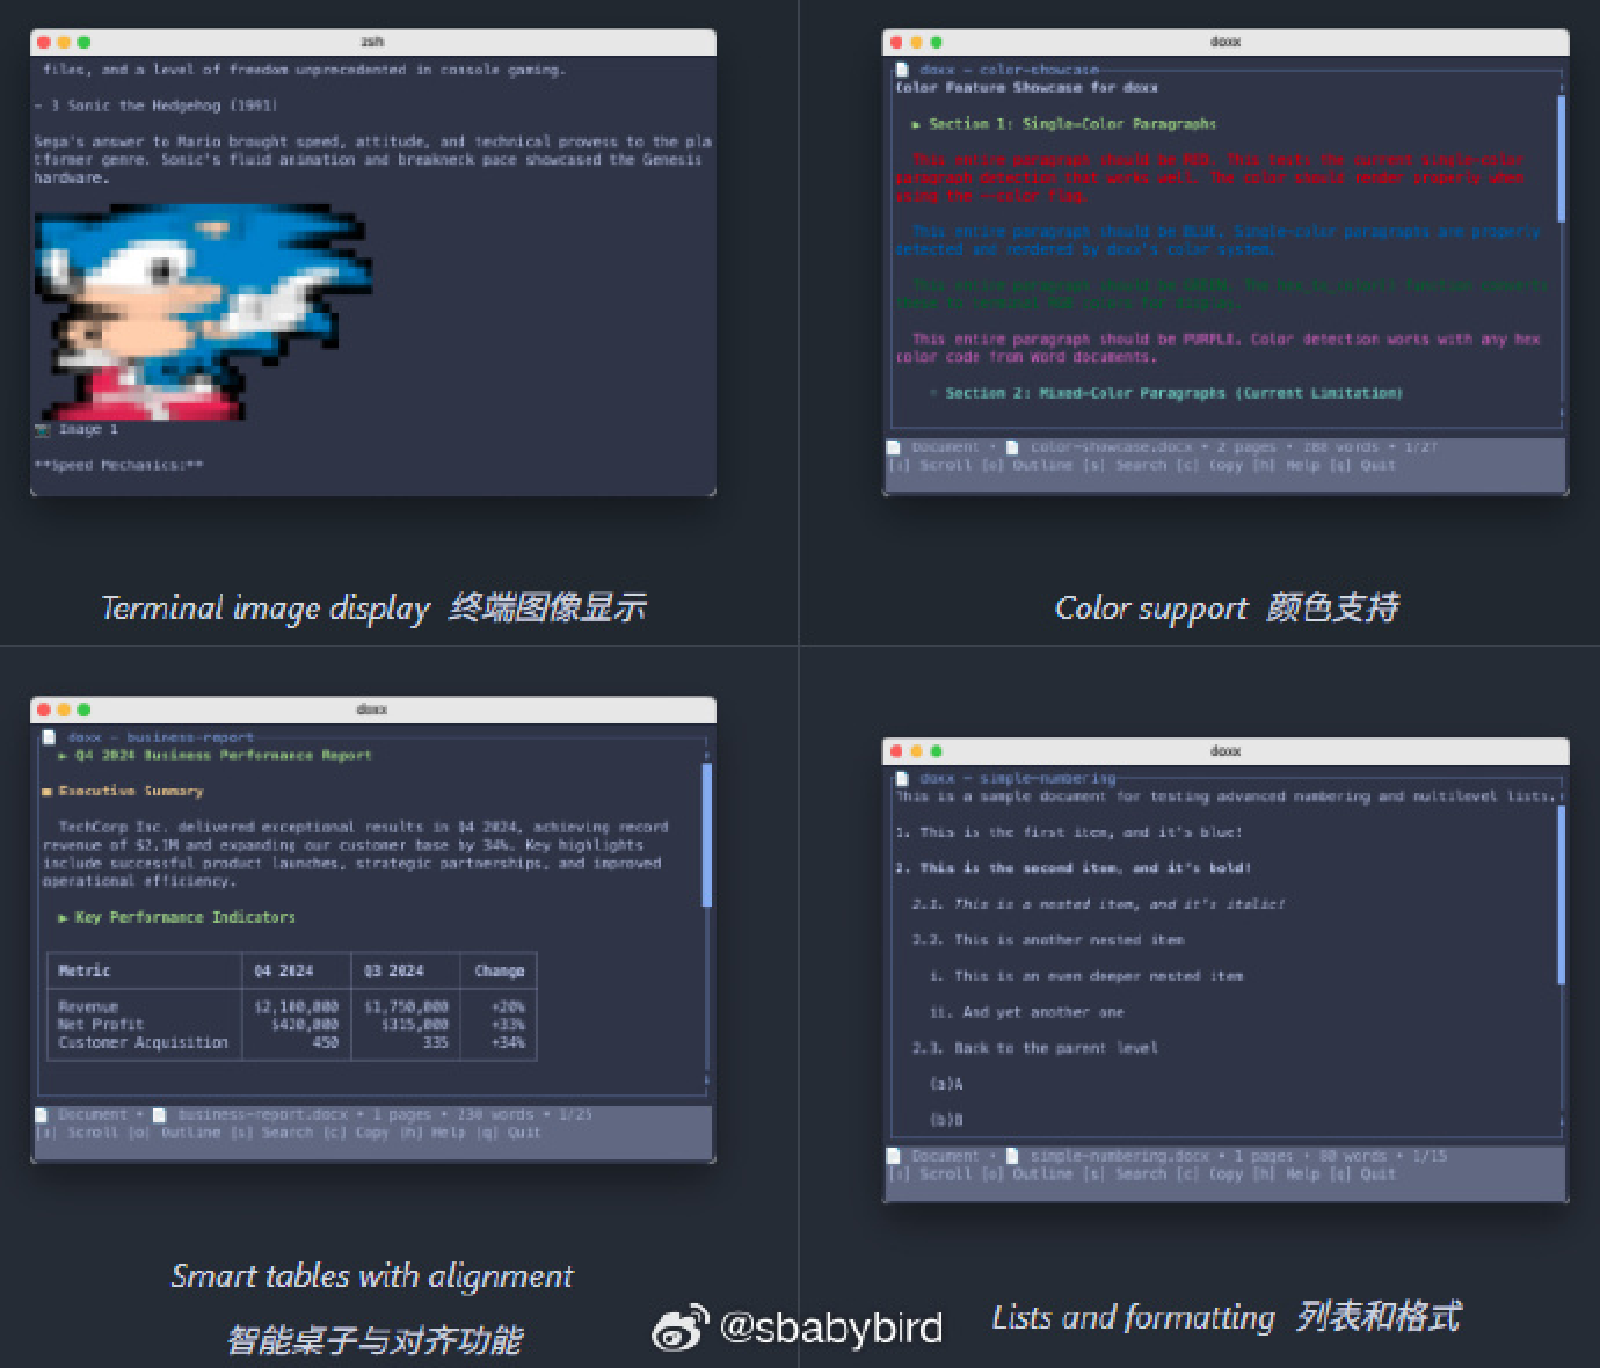 zsh
files, and a level of freedom unprecedented in console gaming.
3 Sonic the Hedgehog (1991)
Sega's answer to Mario brought speed, attitude, and technical provess to the pla
tformer genre. Sonic's fluid animation and breakneck pace showcased the Genesis
hardware.
Image 1
**Speed Mechanics:**
Terminal image display 终端图像显示
doxx
doxx — color-showcase
Color Feature Showcase for doxx
► Section 1: Single-Color Paragraphs
This entire paragraph should be RED. This tests the current single-color
paragraph detection that works well. The color should render properly when
using the --color flag.
This entire paragraph should be BLUE. Single-color paragraphs are properly
detected and rendered by doxx's color system.
This entire paragraph should be GREEN. The hex_to_color() function converts
these to terminal RGB colors for display.
This entire paragraph should be PURPLE. Color detection works with any hex
color code from Word documents.
Section 2: Mixed-Color Paragraphs (Current Limitation)
Document • color-showcase.docx • 2 pages • words • 1/27
Scroll [o] Outline [s] Search [c] Copy [h] Help [q] Quit
Color support 颜色支持
doxx
doxx — business-report
► Q4 2024 Business Performance Report
■ Executive Summary
TechCorp Inc. delivered exceptional results in Q4 2024, achieving record
revenue of $2.1M and expanding our customer base by 34%. Key highlights
include successful product launches, strategic partnerships, and improved
operational efficiency.
► Key Performance Indicators
Metric Q4 2024 Q3 2024 Change
Revenue $2,100,000 $1,750,000 +20%
Net Profit $420,000 $315,000 +33%
Customer Acquisition 450 335 +34%
Document • business-report.docx • 1 pages • 230 words • 1/25
Scroll [o] Outline [s] Search [c] Copy [h] Help [q] Quit
Smart tables with alignment
智能桌子与对齐功能
doxx
doxx — simple-numbering
This is a sample document for testing advanced numbering and multilevel lists.
1. This is the first item, and it's blue!
2. This is the second item, and it's bold!
2.1. This is a nested item, and it's italic!
2.2. This is another nested item
i. This is an even deeper nested item
ii. And yet another one
2.3. Back to the parent level
(a)A
(b)B
Document • simple-numbering.docx • 1 pages • 80 words • 1/15
Scroll [o] Outline [s] Search [c] Copy [h] Help [q] Quit
Lists and formatting 列表和格式
@sbabybird